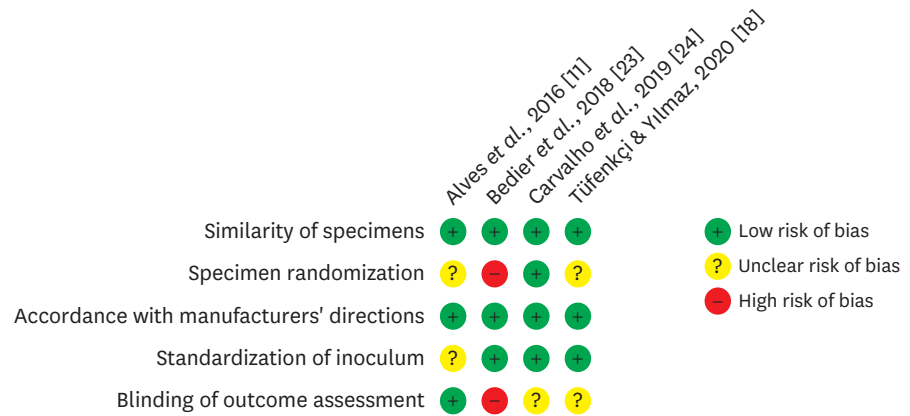 Alves et al., 2016 [11]
Bedier et al., 2018 [23]
Carvalho et al., 2019 [24]
Tüfenkçi & Yılmaz, 2020 [18]
Similarity of specimens + + + +
Specimen randomization ? − + ?
Accordance with manufacturers' directions + + + +
Standardization of inoculum ? + + +
Blinding of outcome assessment + − ? ?
+ Low risk of bias
? Unclear risk of bias
− High risk of bias